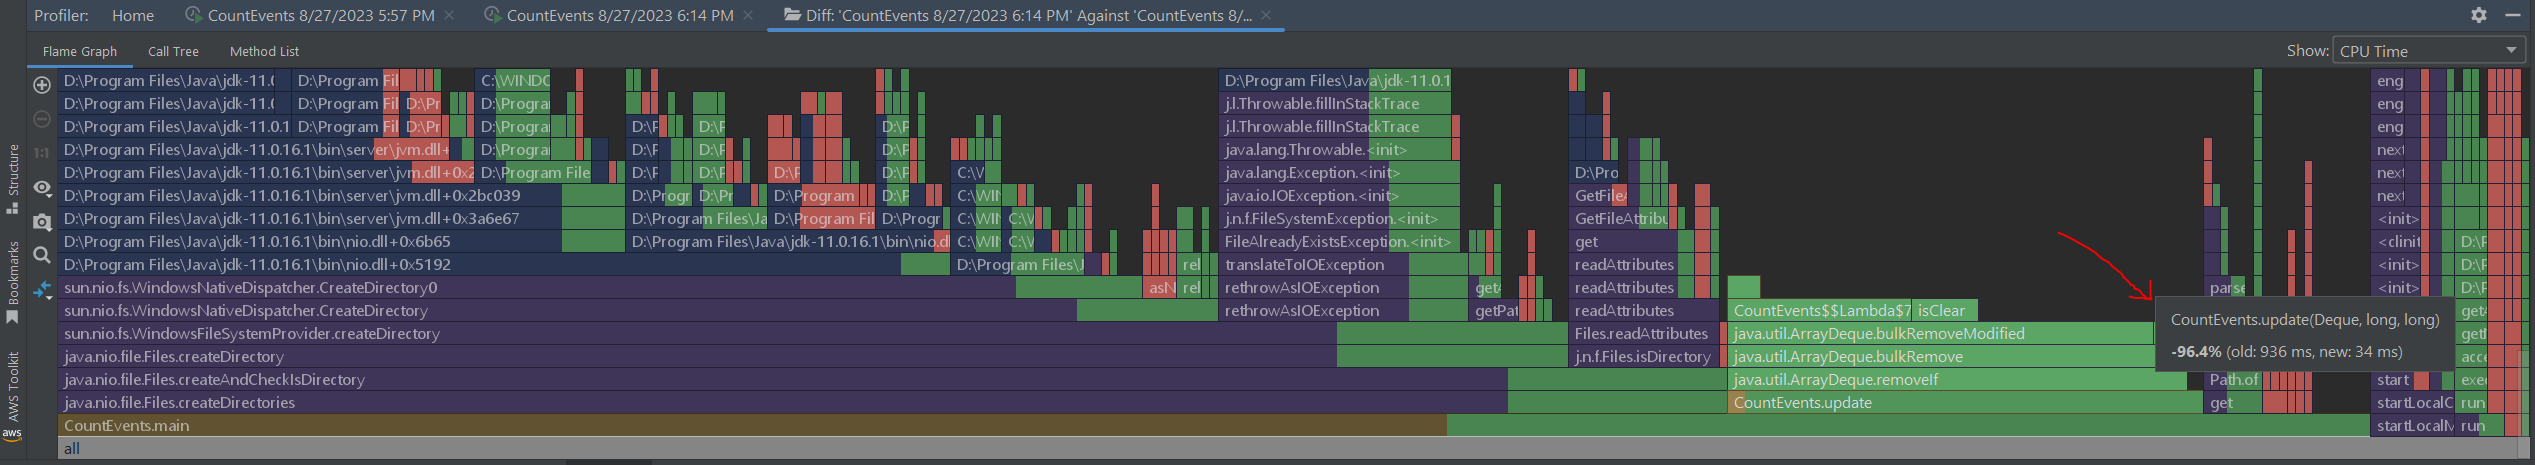 Profiler: Home CountEvents 8/27/2023 5:57 PM CountEvents 8/27/2023 6:14 PM Diff: 'CountEvents 8/27/2023 6:14 PM' Against 'CountEvents 8/...
Flame Graph Call Tree Method List Show: CPU Time
D:\Program Files\Java\jdk-11.0 D:\Program Fil C:\WINDO D:\Program Files\Java\jdk-11.0.1 eng
D:\Program Files\Java\jdk-11.0 D:\Program Fil D:\Pr D:\Program j.l.Throwable.fillInStackTrace eng
D:\Program Files\Java\jdk-11.0.1 D:\Program Fil D:\Pr D:\Program D:\P D:\P D:\P j.l.Throwable.fillInStackTrace eng
D:\Program Files\Java\jdk-11.0.16.1\bin\server\jvm.dll+ D:\Program D:\P D:\P D:\P java.lang.Throwable.<init> next
D:\Program Files\Java\jdk-11.0.16.1\bin\server\jvm.dll+0x2 D:\Program File D:\P D:\P D:\P C:\V java.lang.Exception.<init> D:\Pro next
D:\Program Files\Java\jdk-11.0.16.1\bin\server\jvm.dll+0x2bc039 D:\Progr D:\Pr D:\Program D:\P C:\WIN java.io.IOException.<init> GetFileA next
D:\Program Files\Java\jdk-11.0.16.1\bin\server\jvm.dll+0x3a6e67 D:\Program Files\Ja D:\Program Fil D:\Progr C:\WIN C:\V j.n.f.FileSystemException.<init> GetFileAttribu <init>
D:\Program Files\Java\jdk-11.0.16.1\bin\nio.dll+0x6b65 D:\Program Files\Java\jdk-11.0.16.1\bin\nio.dl C:\WIN C:\V FileAlreadyExistsException.<init> get <clinit D:\P
D:\Program Files\Java\jdk-11.0.16.1\bin\nio.dll+0x5192 D:\Program Files\J rel translateToIOException readAttributes <init> D:\P
sun.nio.fs.WindowsNativeDispatcher.CreateDirectory0 asN rel rethrowAsIOException get readAttributes parse <init> D:\P
sun.nio.fs.WindowsNativeDispatcher.CreateDirectory rethrowAsIOException getPat readAttributes CountEvents$$Lambda$7 isClear get
sun.nio.fs.WindowsFileSystemProvider.createDirectory Files.readAttributes java.util.ArrayDeque.bulkRemoveModified CountEvents.update(Deque, long, long) get
java.nio.file.Files.createDirectory j.n.f.Files.isDirectory java.util.ArrayDeque.bulkRemove -96.4% (old: 936 ms, new: 34 ms) acce
java.nio.file.Files.createAndCheckIsDirectory java.util.ArrayDeque.removeIf Path.of start exe
java.nio.file.Files.createDirectories CountEvents.update get startLocalC run
CountEvents.main startLocalM run
all
1:1
Structure
Bookmarks
AWS Toolkit
aws